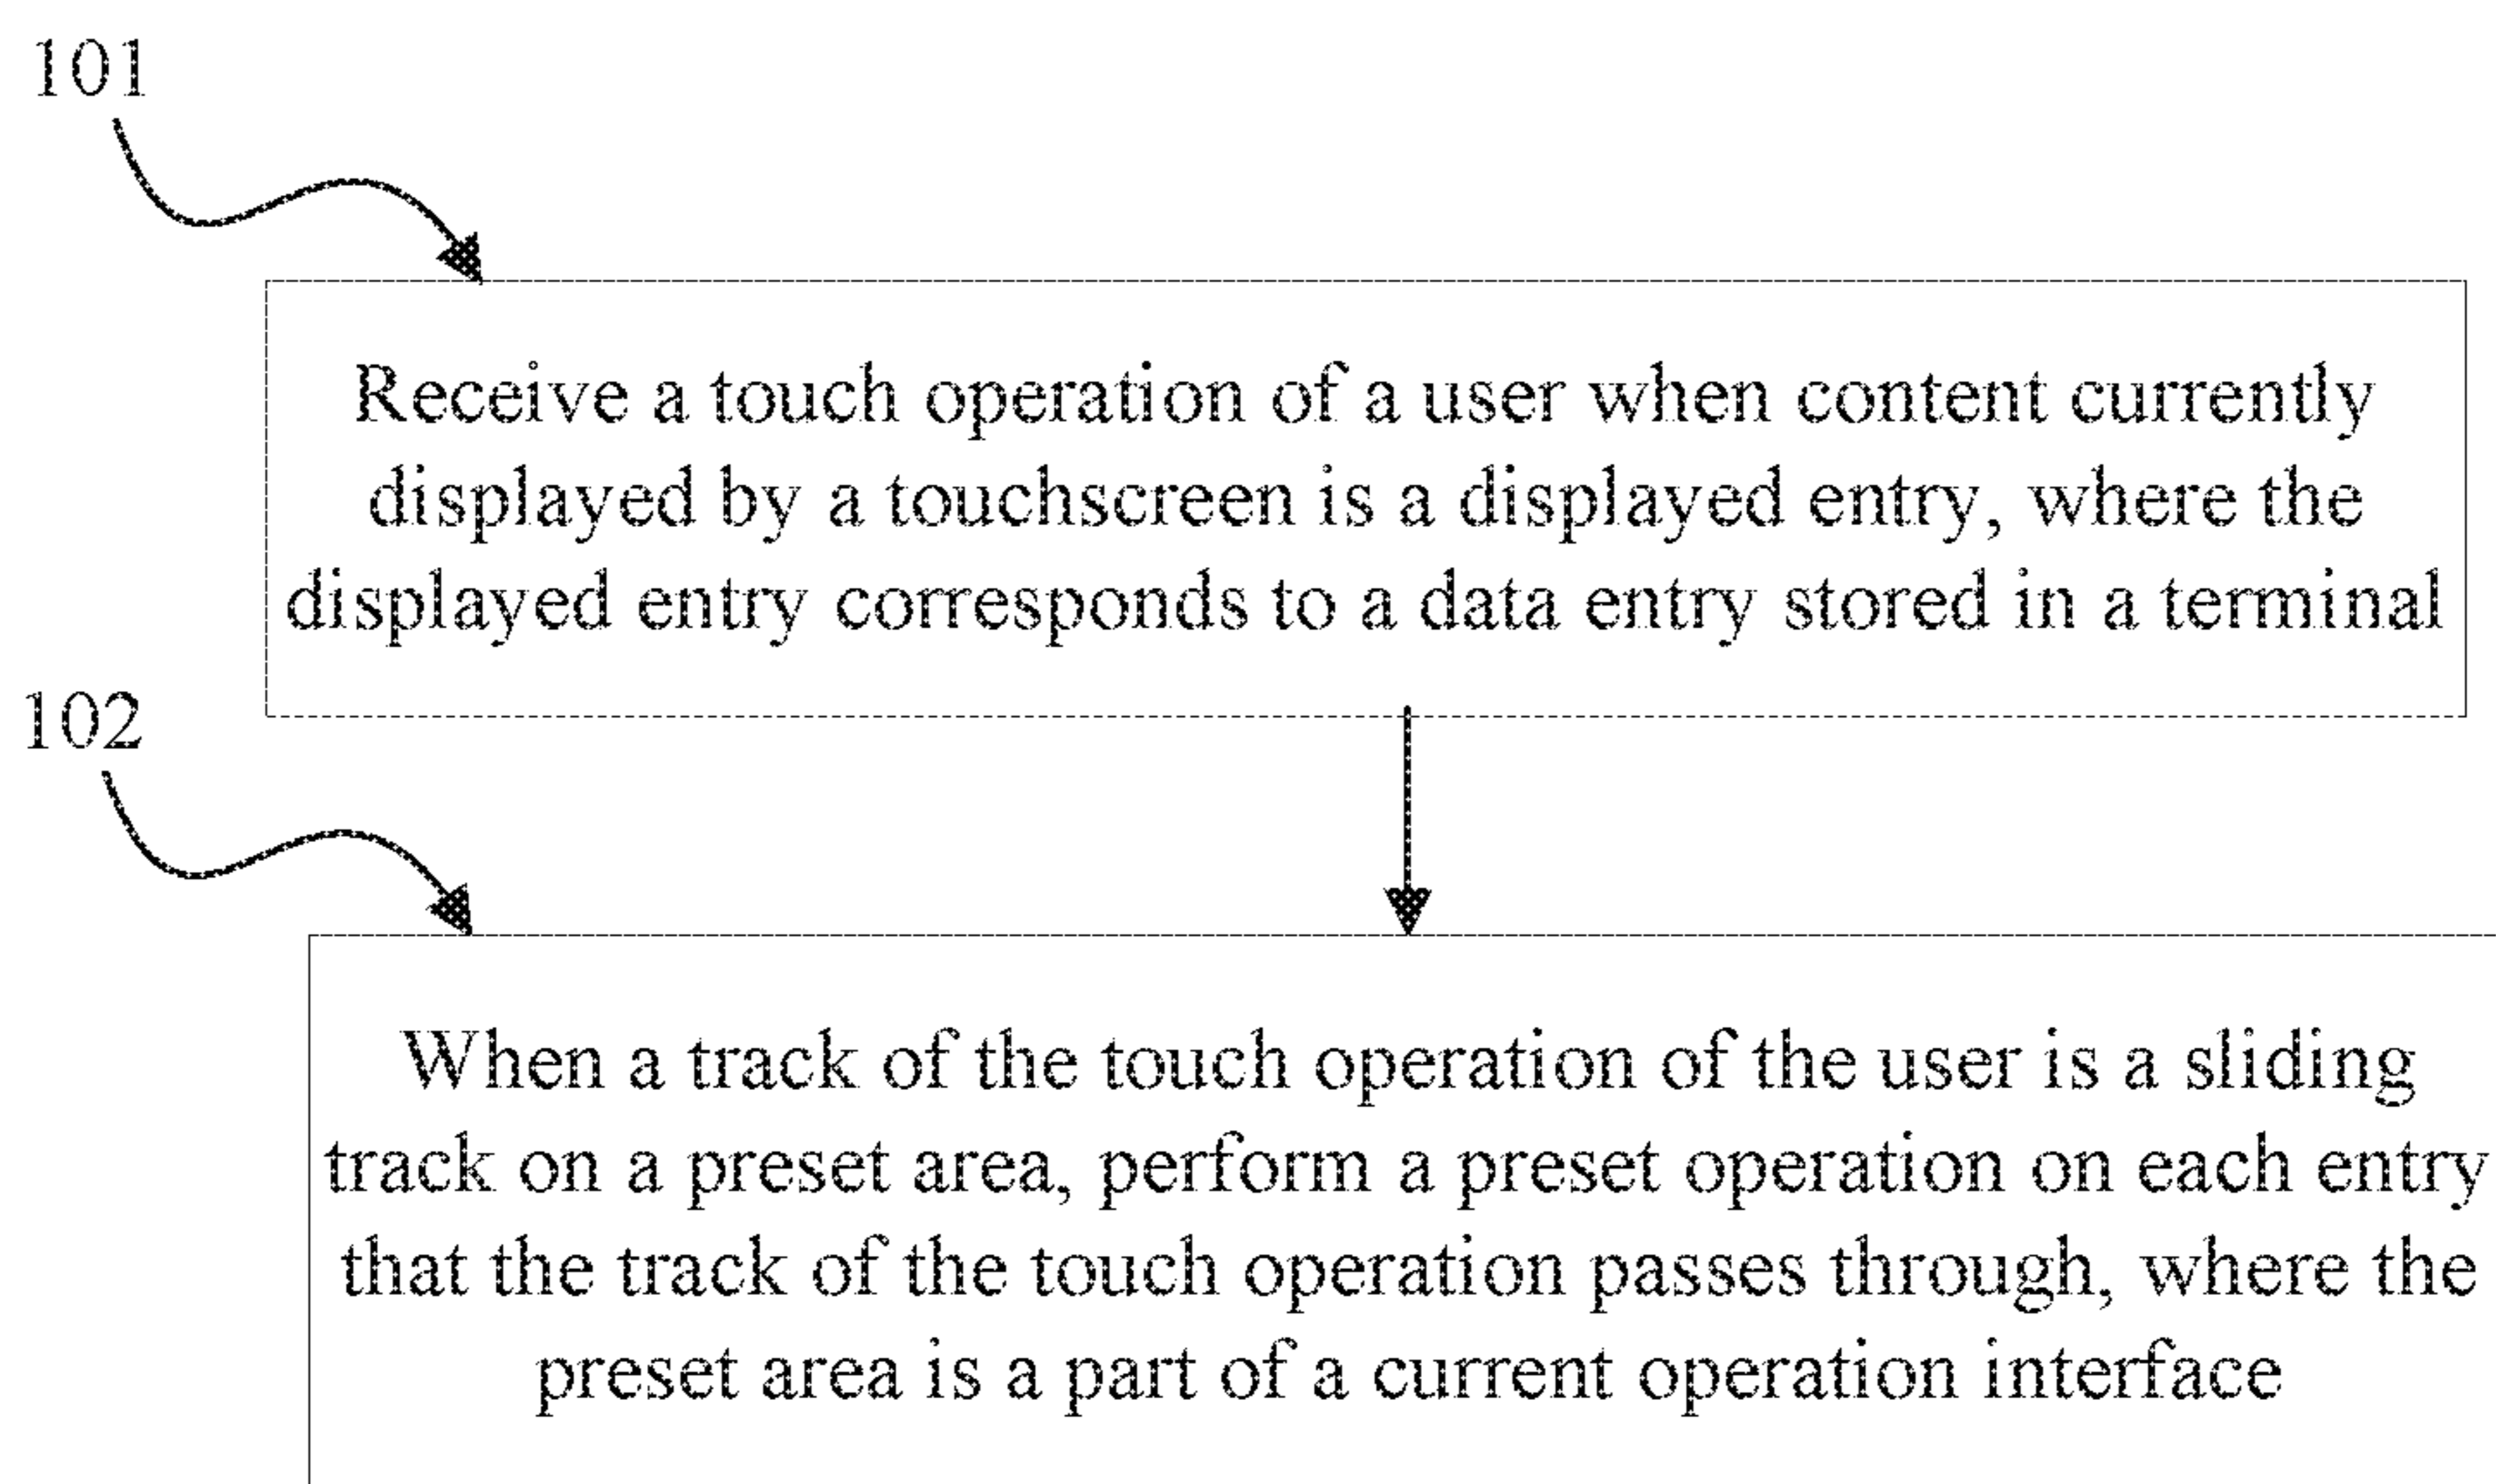 101
Receive a touch operation of a user when content currently
displayed by a touchscreen is a displayed entry, where the
displayed entry corresponds to a data entry stored in a terminal
102
When a track of the touch operation of the user is a sliding
track on a preset area, perform a preset operation on each entry
that the track of the touch operation passes through, where the
preset area is a part of a current operation interface